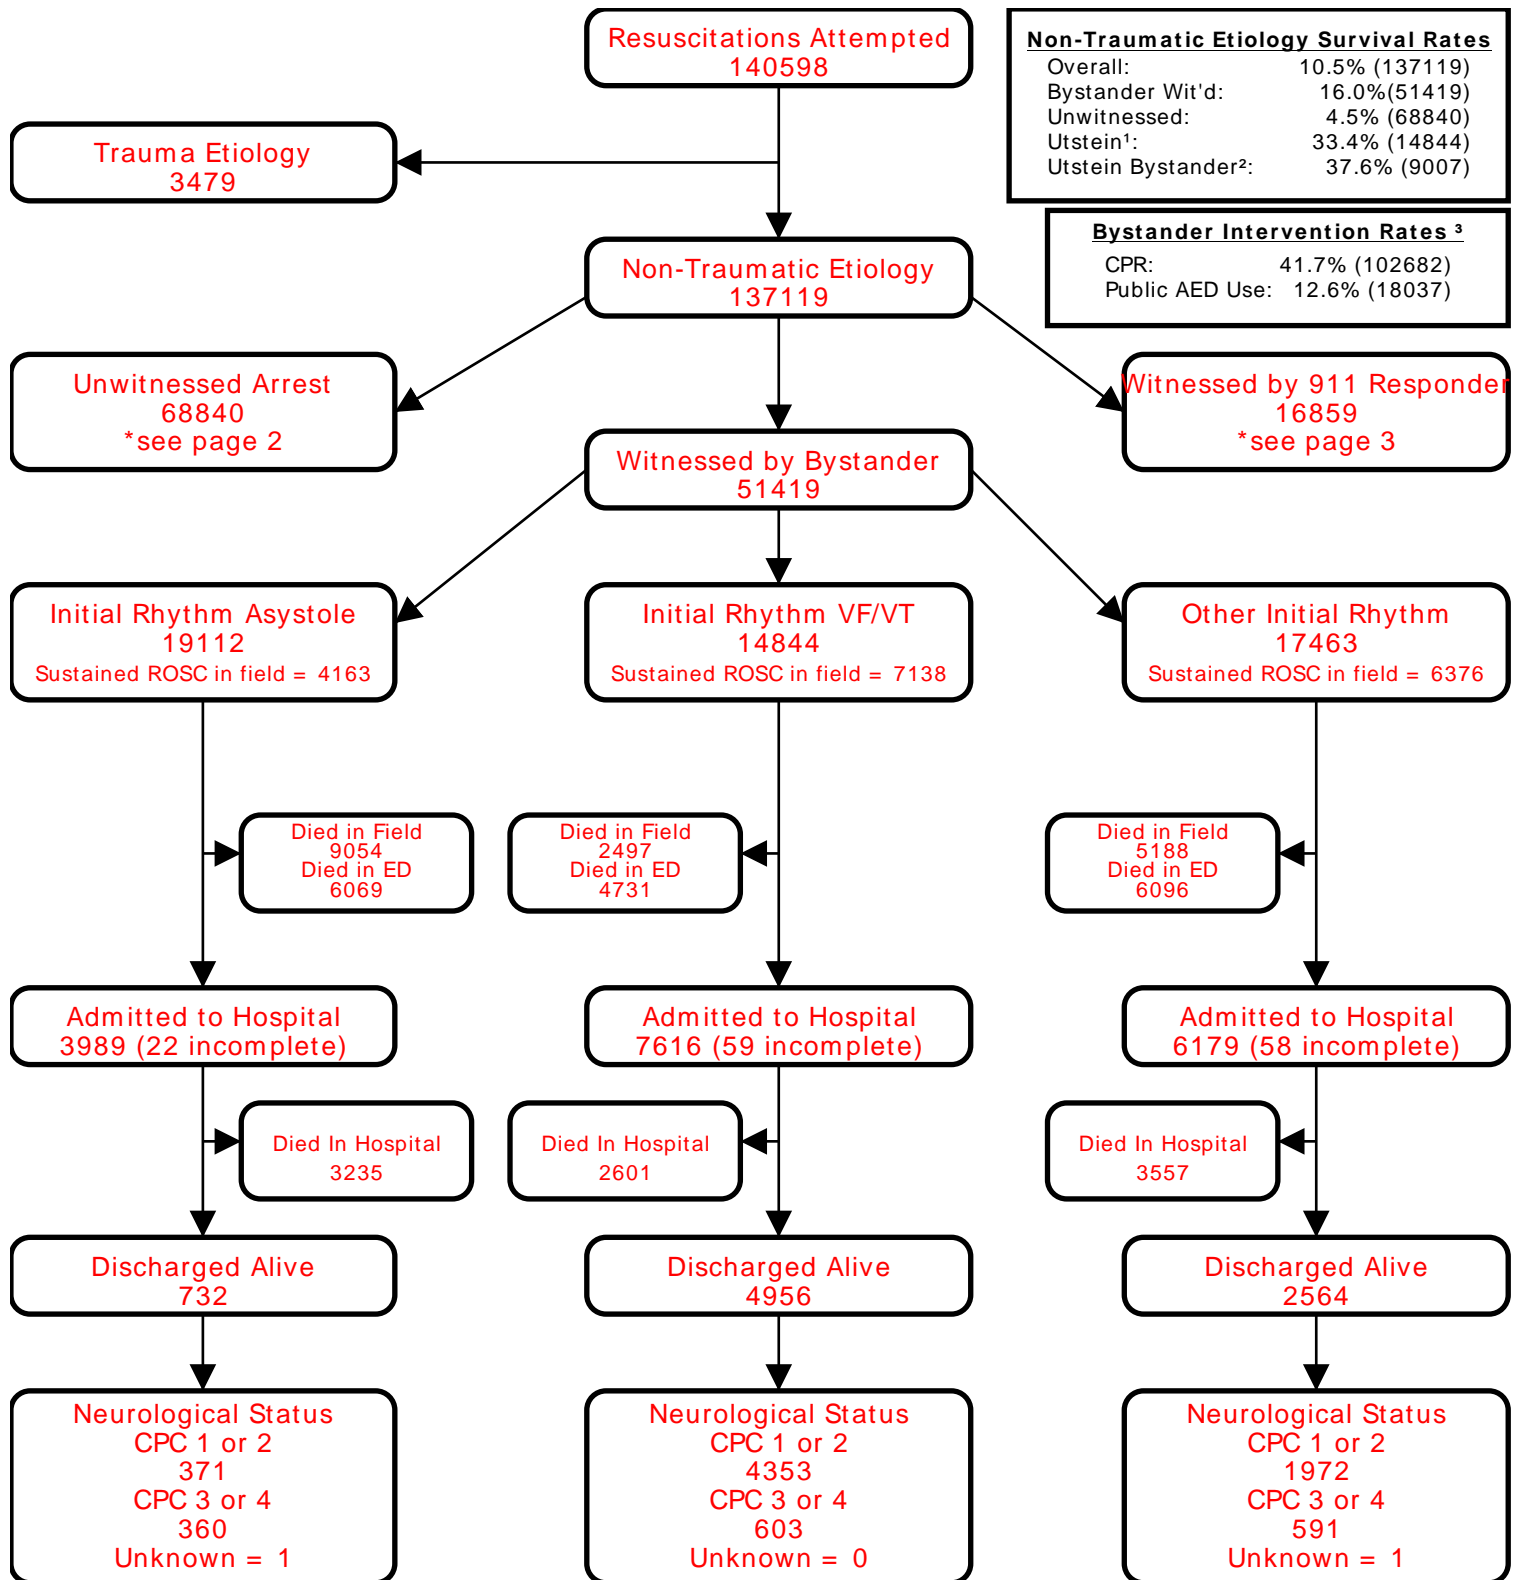 Resuscitations Attempted
140598
Non-Traumatic Etiology Survival Rates
Overall: 10.5% (137119)
Bystander Wit'd: 16.0%(51419)
Unwitnessed: 4.5% (68840)
Utstein¹: 33.4% (14844)
Utstein Bystander²: 37.6% (9007)
Trauma Etiology
3479
Bystander Intervention Rates ³
CPR: 41.7% (102682)
Public AED Use: 12.6% (18037)
Non-Traumatic Etiology
137119
Unwitnessed Arrest
68840
*see page 2
Witnessed by 911 Responder
16859
*see page 3
Witnessed by Bystander
51419
Initial Rhythm Asystole
19112
Sustained ROSC in field = 4163
Initial Rhythm VF/VT
14844
Sustained ROSC in field = 7138
Other Initial Rhythm
17463
Sustained ROSC in field = 6376
Died in Field
9054
Died in ED
6069
Died in Field
2497
Died in ED
4731
Died in Field
5188
Died in ED
6096
Admitted to Hospital
3989 (22 incomplete)
Admitted to Hospital
7616 (59 incomplete)
Admitted to Hospital
6179 (58 incomplete)
Died In Hospital
3235
Died In Hospital
2601
Died In Hospital
3557
Discharged Alive
732
Discharged Alive
4956
Discharged Alive
2564
Neurological Status
CPC 1 or 2
371
CPC 3 or 4
360
Unknown = 1
Neurological Status
CPC 1 or 2
4353
CPC 3 or 4
603
Unknown = 0
Neurological Status
CPC 1 or 2
1972
CPC 3 or 4
591
Unknown = 1